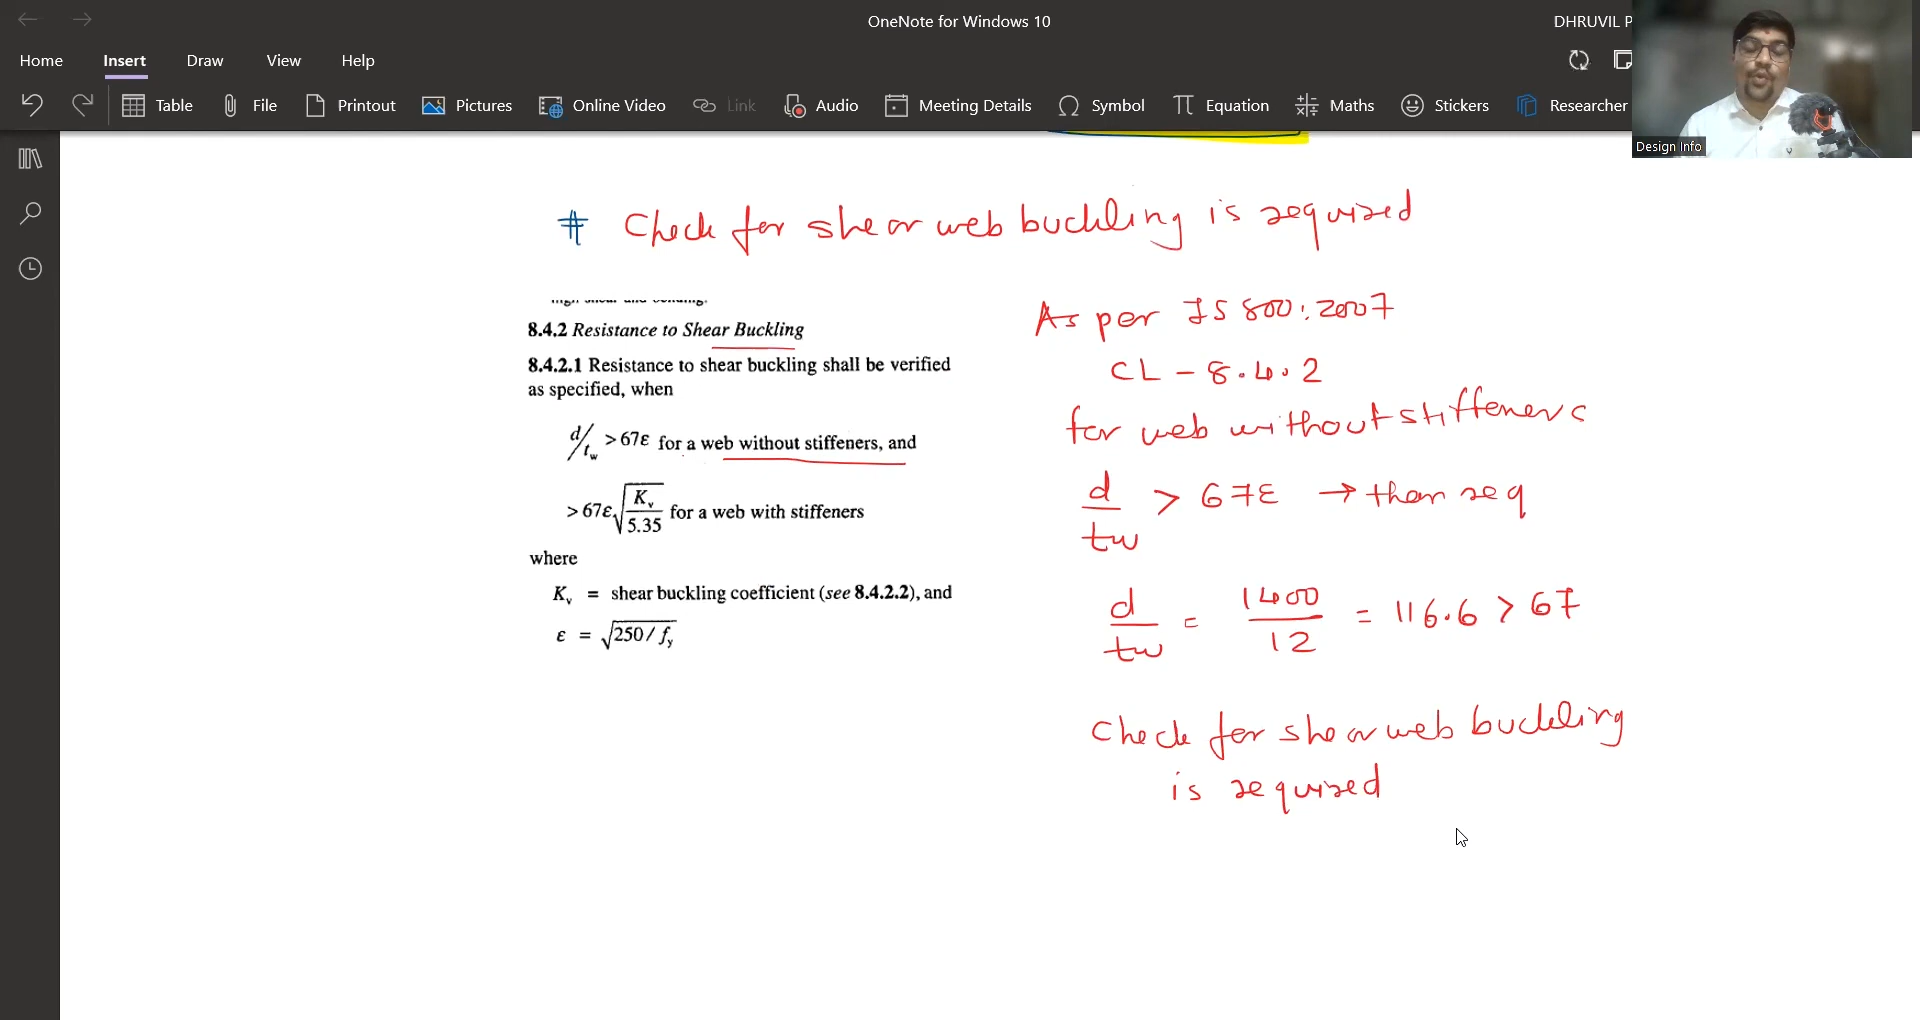 OneNote for Windows 10
DHRUVIL P
Home Insert Draw View Help
Table File Printout Pictures Online Video Link Audio Meeting Details Symbol Equation Maths Stickers Researcher
Design Info
# Check for shear web buckling is required
high shear and bending.
8.4.2 Resistance to Shear Buckling
8.4.2.1 Resistance to shear buckling shall be verified
as specified, when
d/tw >67ε for a web without stiffeners, and
>67ε√(Kv/5.35) for a web with stiffeners
where
Kv = shear buckling coefficient (see 8.4.2.2), and
ε = √(250/fy)
As per IS 800:2007
CL - 8.4.2
for web without stiffeners
d/tw > 67ε → then req
d/tw = 1400/12 = 116.6 > 67
Check for shear web buckling
is required